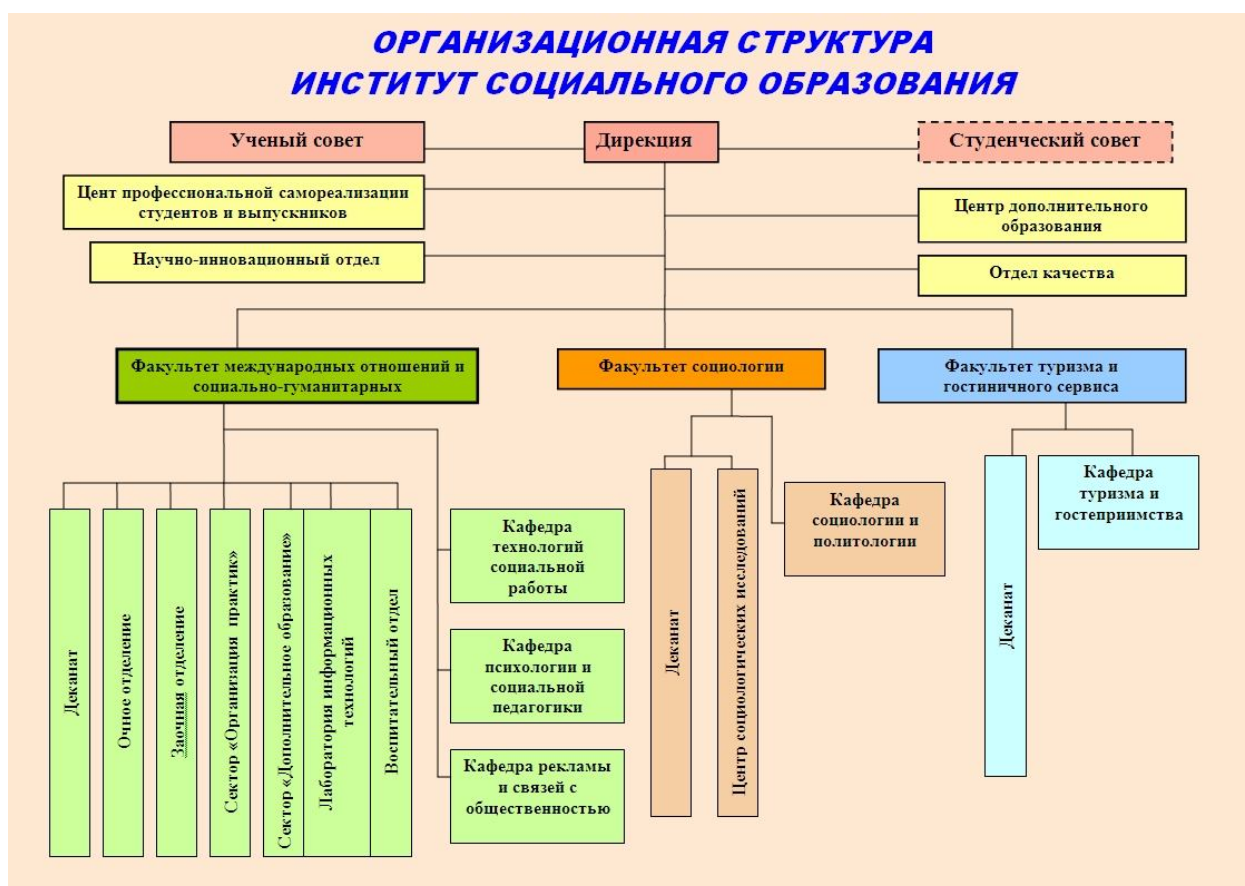 ОРГАНИЗАЦИОННАЯ СТРУКТУРА
ИНСТИТУТ СОЦИАЛЬНОГО ОБРАЗОВАНИЯ
Ученый совет
Дирекция
Студенческий совет
Цент профессиональной самореализации
студентов и выпускников
Центр дополнительного
образования
Научно-инновационный отдел
Отдел качества
Факультет международных отношений и
социально-гуманитарных
Факультет социологии
Факультет туризма и
гостиничного сервиса
Деканат
Очное отделение
Заочная отделение
Сектор «Организация практик»
Сектор «Дополнительное образование»
Лаборатория информационных
технологий
Воспитательный отдел
Кафедра
технологий
социальной
работы
Кафедра
психологии и
социальной
педагогики
Кафедра рекламы
и связей с
общественностью
Деканат
Центр социологических исследований
Кафедра
социологии и
политологии
Деканат
Кафедра
туризма и
гостеприимства